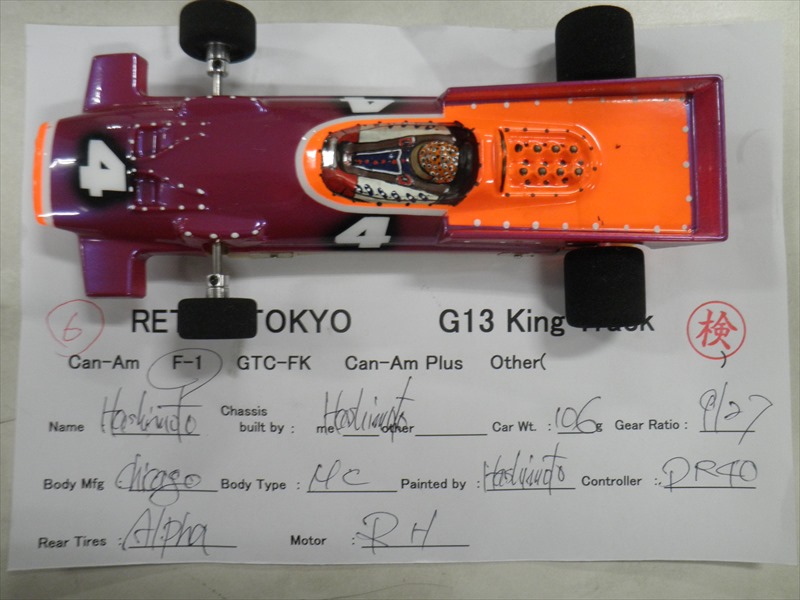 4
4
4
6 RET TOKYO G13 King Track 検
Can-Am F-1 GTC-FK Can-Am Plus Other( )
Name Hashimoto Chassis built by : me Hashimoto other Car Wt. : 106g Gear Ratio : 9/27
Body Mfg Chicago Body Type : MC Painted by : Hashimoto Controller : DR40
Rear Tires : Alpha Motor : RH